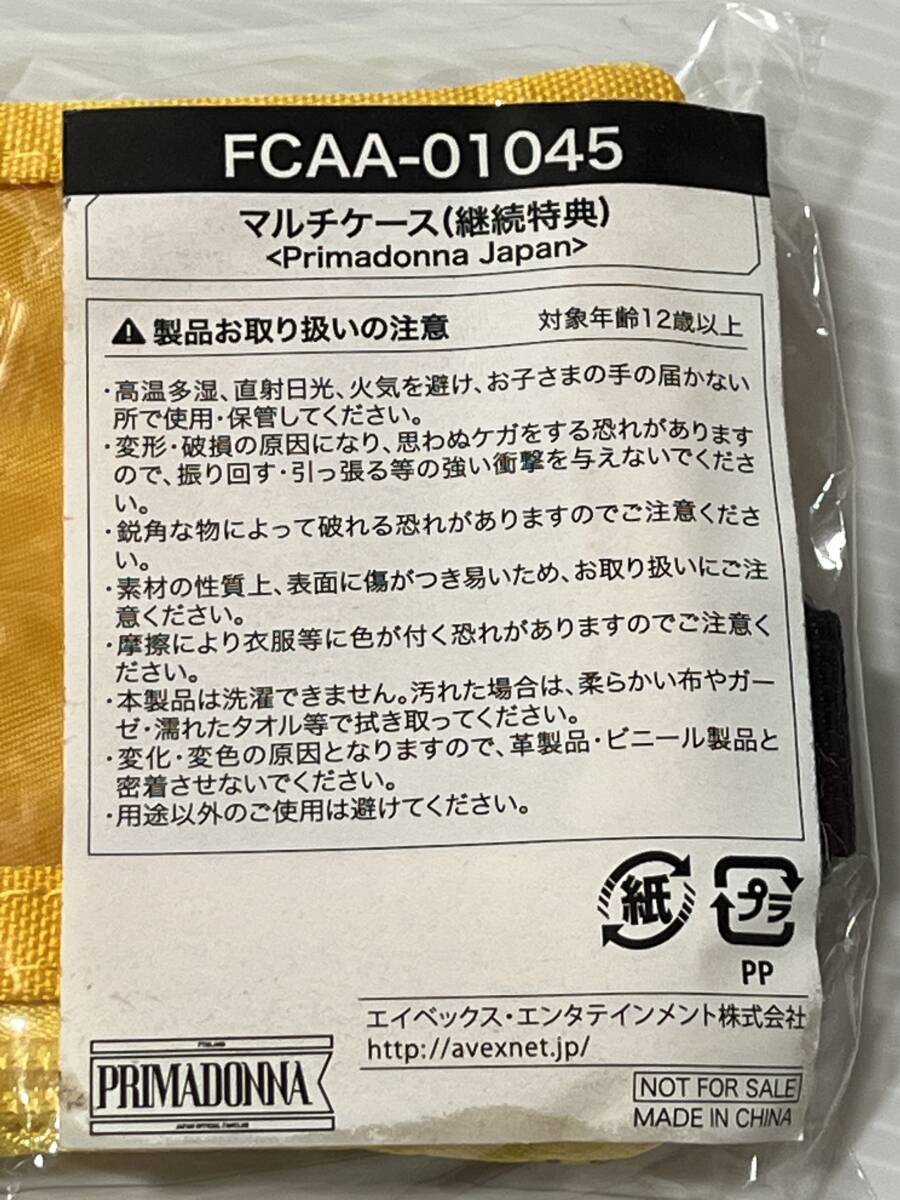 FCAA-01045
マルチケース(継続特典)
<Primadonna Japan>
製品お取り扱いの注意
対象年齢12歳以上
・高温多湿、直射日光、火気を避け、お子さまの手の届かない
所で使用・保管してください。
・変形・破損の原因になり、思わぬケガをする恐れがあります
ので、振り回す・引っ張る等の強い衝撃を与えないでくださ
い。
・鋭角な物によって破れる恐れがありますのでご注意くださ
い。
・素材の性質上、表面に傷がつき易いため、お取り扱いにご注
意ください。
・摩擦により衣服等に色が付く恐れがありますのでご注意く
ださい。
・本製品は洗濯できません。汚れた場合は、柔らかい布やガー
ゼ・濡れたタオル等で拭き取ってください。
・変化・変色の原因となりますので、革製品・ビニール製品と
密着させないでください。
・用途以外のご使用は避けてください。
紙
プラ
PP
エイベックス・エンタテインメント株式会社
http://avexnet.jp/
FTISLAND
PRIMADONNA
JAPAN OFFICIAL FANCLUB
NOT FOR SALE
MADE IN CHINA